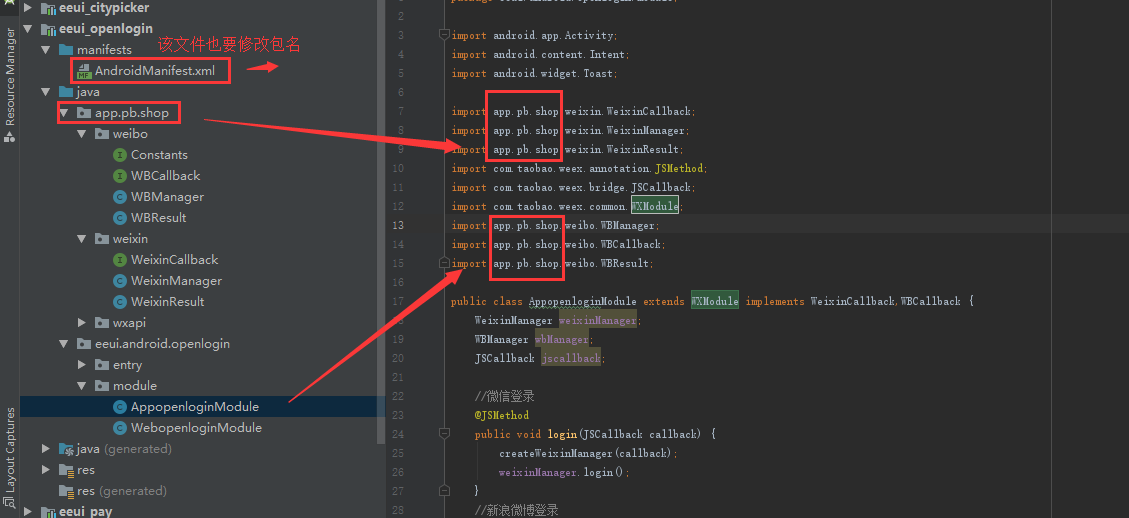 Resource Manager
Layout Captures
eeui_citypicker
eeui_openlogin
manifests
该文件也要修改包名
AndroidManifest.xml
java
app.pb.shop
weibo
Constants
WBCallback
WBManager
WBResult
weixin
WeixinCallback
WeixinManager
WeixinResult
wxapi
eeui.android.openlogin
entry
module
AppopenloginModule
WebopenloginModule
java (generated)
res
res (generated)
eeui_pay
2
3 import android.app.Activity;
4 import android.content.Intent;
5 import android.widget.Toast;
6
7 import app.pb.shop.weixin.WeixinCallback;
8 import app.pb.shop.weixin.WeixinManager;
9 import app.pb.shop.weixin.WeixinResult;
10 import com.taobao.weex.annotation.JSMethod;
11 import com.taobao.weex.bridge.JSCallback;
12 import com.taobao.weex.common.WXModule;
13 import app.pb.shop.weibo.WBManager;
14 import app.pb.shop.weibo.WBCallback;
15 import app.pb.shop.weibo.WBResult;
16
17 public class AppopenloginModule extends WXModule implements WeixinCallback,WBCallback {
18 WeixinManager weixinManager;
19 WBManager wbManager;
20 JSCallback jscallback;
21
22 //微信登录
23 @JSMethod
24 public void login(JSCallback callback) {
25 createWeixinManager(callback);
26 weixinManager.login();
27 }
28 //新浪微博登录